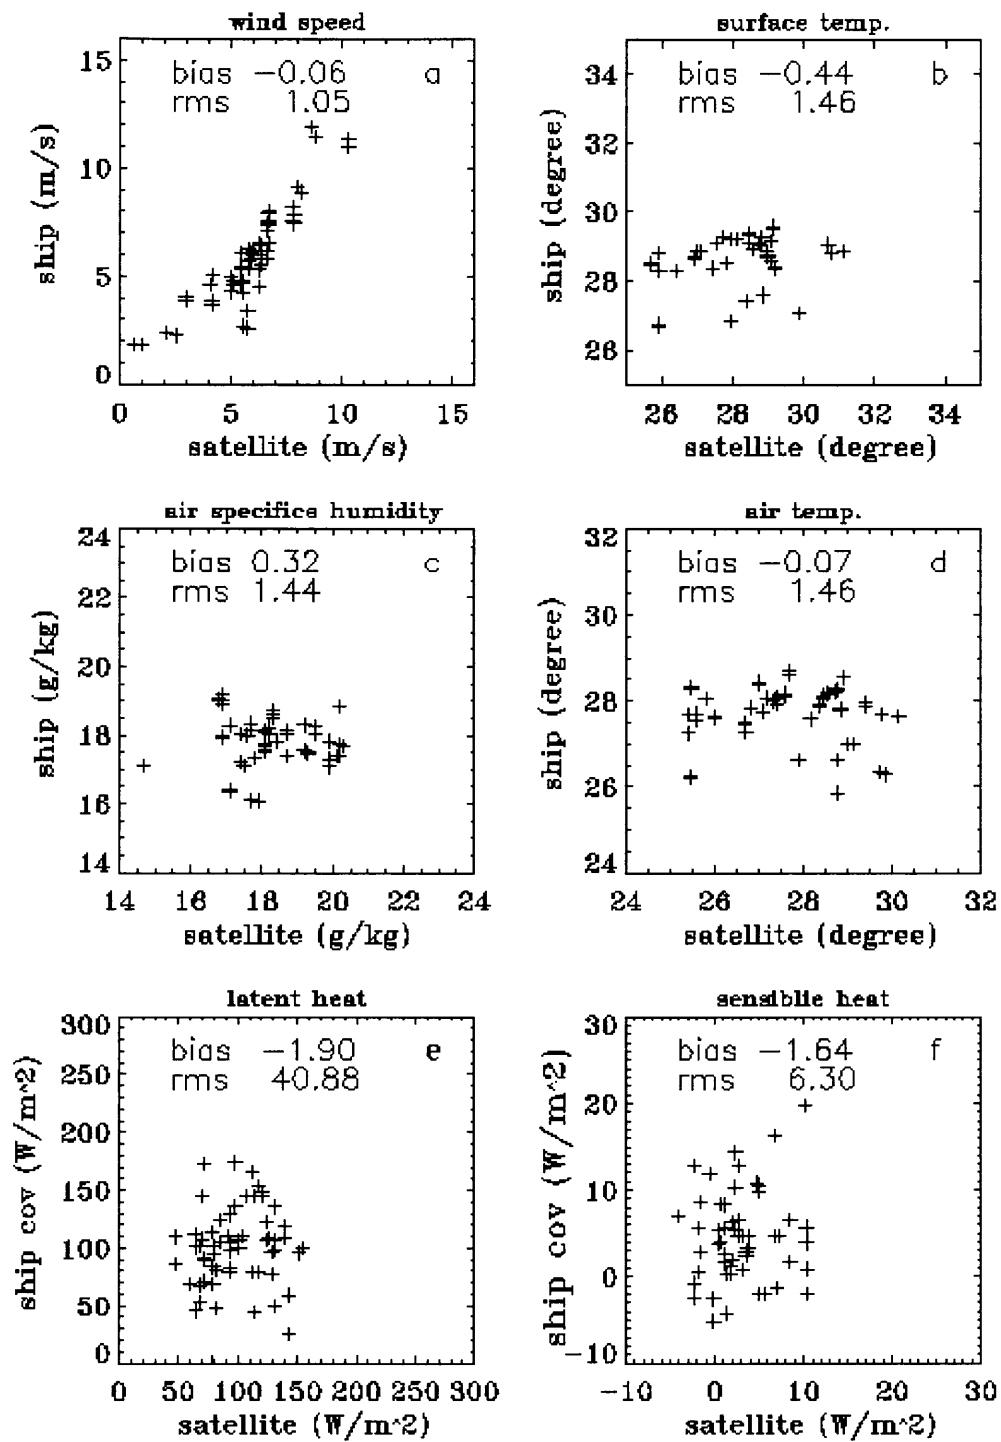 wind speed
bias -0.06 a
rms 1.05
15
10
5
0
0 5 10 15
ship (m/s)
satellite (m/s)
surface temp.
bias -0.44 b
rms 1.46
34
32
30
28
26
26 28 30 32 34
ship (degree)
satellite (degree)
air specifics humidity
bias 0.32 c
rms 1.44
24
22
20
18
16
14
14 16 18 20 22 24
ship (g/kg)
satellite (g/kg)
air temp.
bias -0.07 d
rms 1.46
32
30
28
26
24
24 26 28 30 32
ship (degree)
satellite (degree)
latent heat
bias -1.90 e
rms 40.88
300
250
200
150
100
50
0
0 50 100 150 200 250 300
ship cov (W/m^2)
satellite (W/m^2)
sensiblie heat
bias -1.64 f
rms 6.30
30
20
10
0
-10
-10 0 10 20 30
ship cov (W/m^2)
satellite (W/m^2)